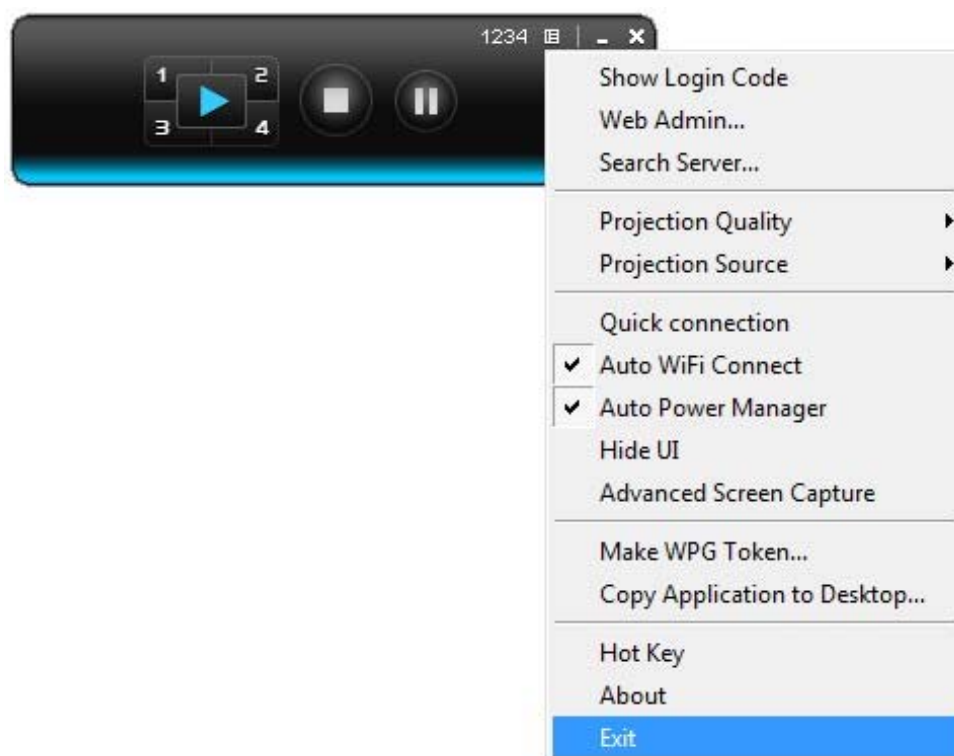 1234
1 2
3 4
Show Login Code
Web Admin...
Search Server...
Projection Quality
Projection Source
Quick connection
Auto WiFi Connect
Auto Power Manager
Hide UI
Advanced Screen Capture
Make WPG Token...
Copy Application to Desktop...
Hot Key
About
Exit